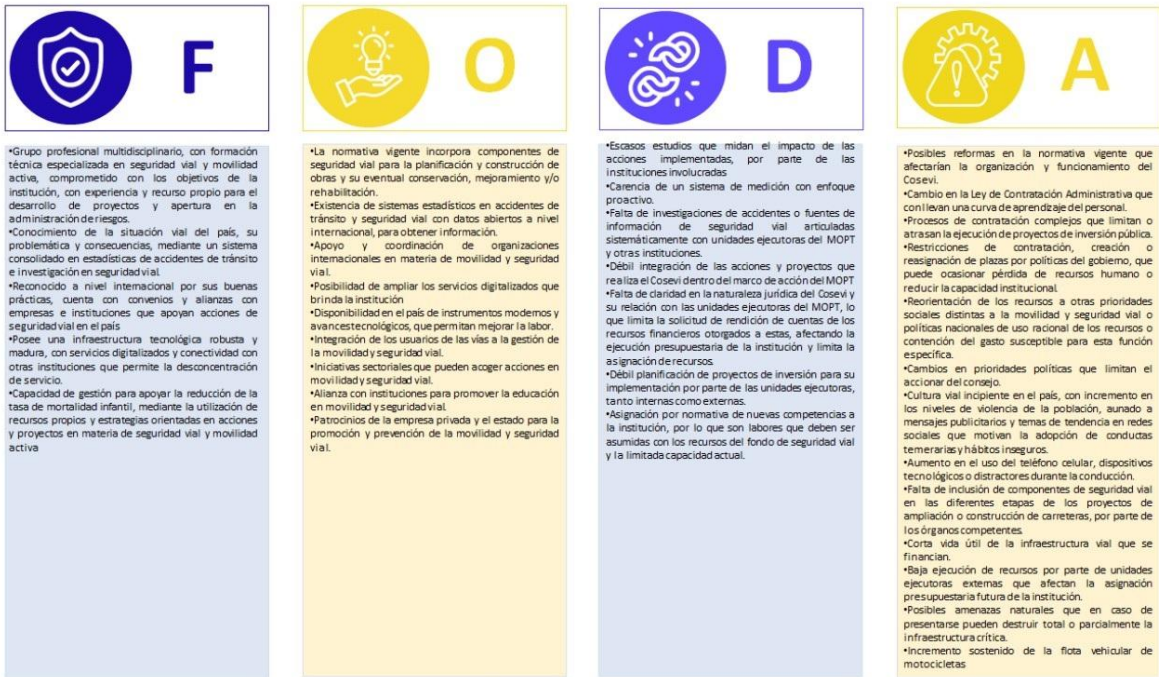 F
•Grupo profesional multidisciplinario, con formación
técnica especializada en seguridad vial y movilidad
activa, comprometido con los objetivos de la
institución, con experiencia y recurso propio para el
desarrollo de proyectos y apertura en la
administración de riesgos.
•Conocimiento de la situación vial del país, su
problemática y consecuencias, mediante un sistema
consolidado en estadísticas de accidentes de tránsito
e investigación en seguridad vial.
•Reconocido a nivel internacional por sus buenas
prácticas, cuenta con convenios y alianzas con
empresas e instituciones que apoyan acciones de
seguridad vial en el país
•Posee una infraestructura tecnológica robusta y
madura, con servicios digitalizados y conectividad con
otras instituciones que permite la desconcentración
de servicio.
•Capacidad de gestión para apoyar la reducción de la
tasa de mortalidad infantil, mediante la utilización de
recursos propios y estrategias orientadas en acciones
y proyectos en materia de seguridad vial y movilidad
activa
O
•La normativa vigente incorpora componentes de
seguridad vial para la planificación y construcción de
obras y su eventual conservación, mejoramiento y/o
rehabilitación.
•Existencia de sistemas estadísticos en accidentes de
tránsito y seguridad vial con datos abiertos a nivel
internacional, para obtener información.
•Apoyo y coordinación de organizaciones
internacionales en materia de movilidad y seguridad
vial.
•Posibilidad de ampliar los servicios digitalizados que
brinda la institución
•Disponibilidad en el país de instrumentos modernos y
avances tecnológicos, que permitan mejorar la labor.
•Integración de los usuarios de las vías a la gestión de
la movilidad y seguridad vial.
•Iniciativas sectoriales que pueden acoger acciones en
movilidad y seguridad vial.
•Alianza con instituciones para promover la educación
en movilidad y seguridad vial.
•Patrocinios de la empresa privada y el estado para la
promoción y prevención de la movilidad y seguridad
vial.
D
•Escasos estudios que midan el impacto de las
acciones implementadas, por parte de las
instituciones involucradas
•Carencia de un sistema de medición con enfoque
proactivo.
•Falta de investigaciones de accidentes o fuentes de
información de seguridad vial articuladas
sistemáticamente con unidades ejecutoras del MOPT
y otras instituciones.
•Débil integración de las acciones y proyectos que
realiza el Cosevi dentro del marco de acción del MOPT
•Falta de claridad en la naturaleza jurídica del Cosevi y
su relación con las unidades ejecutoras del MOPT, lo
que limita la solicitud de rendición de cuentas de los
recursos financieros otorgados a estas, afectando la
ejecución presupuestaria de la institución y limita la
asignación de recursos.
•Débil planificación de proyectos de inversión para su
implementación por parte de las unidades ejecutoras,
tanto internas como externas.
•Asignación por normativa de nuevas competencias a
la institución, por lo que son labores que deben ser
asumidas con los recursos del fondo de seguridad vial
y la limitada capacidad actual.
A
•Posibles reformas en la normativa vigente que
afectarían la organización y funcionamiento del
Cosevi.
•Cambio en la Ley de Contratación Administrativa que
conllevan una curva de aprendizaje del personal.
•Procesos de contratación complejos que limitan o
atrasan la ejecución de proyectos de inversión pública.
•Restricciones de contratación, creación o
reasignación de plazas por políticas del gobierno, que
puede ocasionar pérdida de recursos humano o
reducir la capacidad institucional.
•Reorientación de los recursos a otras prioridades
sociales distintas a la movilidad y seguridad vial o
políticas nacionales de uso racional de los recursos o
contención del gasto susceptible para esta función
específica.
•Cambios en prioridades políticas que limitan el
accionar del consejo.
•Cultura vial incipiente en el país, con incremento en
los niveles de violencia de la población, aunado a
mensajes publicitarios y temas de tendencia en redes
sociales que motivan la adopción de conductas
temerarias y hábitos inseguros.
•Aumento en el uso del teléfono celular, dispositivos
tecnológicos o distractores durante la conducción.
•Falta de inclusión de componentes de seguridad vial
en las diferentes etapas de los proyectos de
ampliación o construcción de carreteras, por parte de
los órganos competentes.
•Corta vida útil de la infraestructura vial que se
financian.
•Baja ejecución de recursos por parte de unidades
ejecutoras externas que afectan la asignación
presupuestaria futura de la institución.
•Posibles amenazas naturales que en caso de
presentarse pueden destruir total o parcialmente la
infraestructura crítica.
•Incremento sostenido de la flota vehicular de
motocicletas